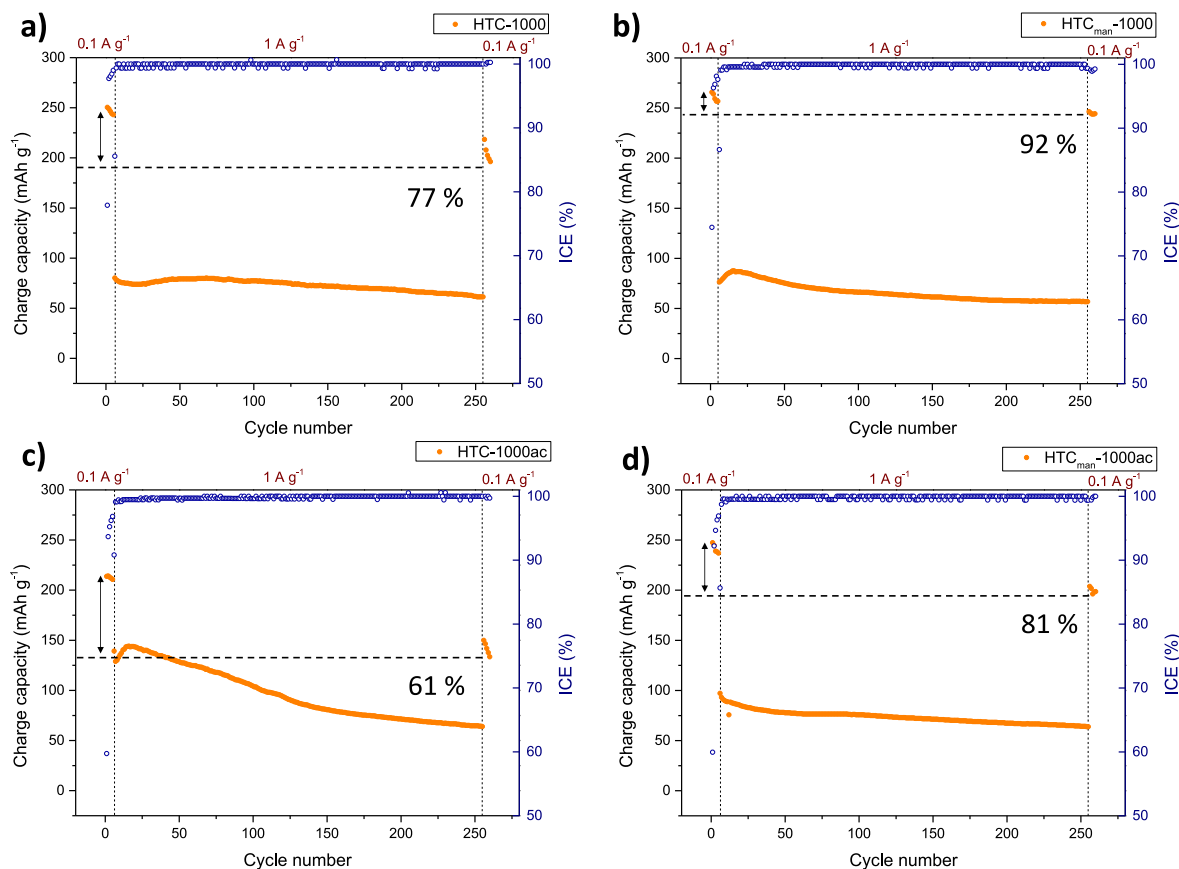 a)
HTC-1000
0.1 A g⁻¹
1 A g⁻¹
0.1 A g⁻¹
300
250
200
150
100
50
0
Charge capacity (mAh g⁻¹)
77 %
100
90
80
70
60
50
ICE (%)
0
50
100
150
200
250
Cycle number
b)
HTCman-1000
0.1 A g⁻¹
1 A g⁻¹
0.1 A g⁻¹
300
250
200
150
100
50
0
Charge capacity (mAh g⁻¹)
92 %
100
90
80
70
60
50
ICE (%)
0
50
100
150
200
250
Cycle number
c)
HTC-1000ac
0.1 A g⁻¹
1 A g⁻¹
0.1 A g⁻¹
300
250
200
150
100
50
0
Charge capacity (mAh g⁻¹)
61 %
100
90
80
70
60
50
ICE (%)
0
50
100
150
200
250
Cycle number
d)
HTCman-1000ac
0.1 A g⁻¹
1 A g⁻¹
0.1 A g⁻¹
300
250
200
150
100
50
0
Charge capacity (mAh g⁻¹)
81 %
100
90
80
70
60
50
ICE (%)
0
50
100
150
200
250
Cycle number